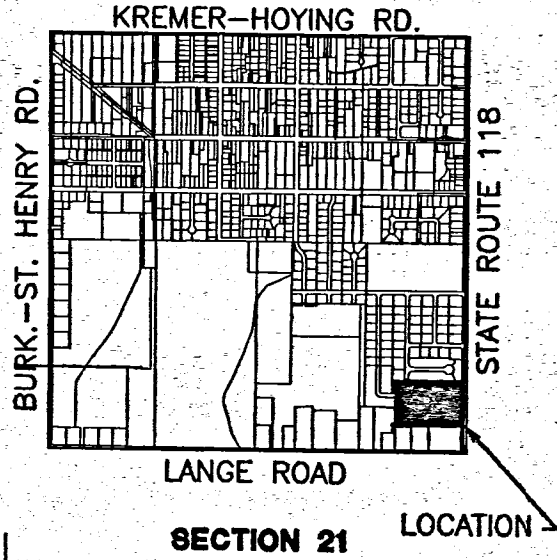 KREMER-HOYING RD.
BURK.-ST. HENRY RD.
STATE ROUTE 118
LANGE ROAD
SECTION 21
LOCATION